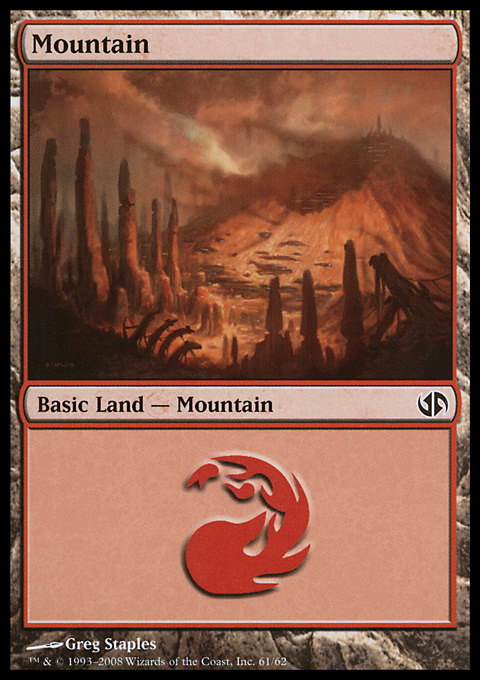 Mountain
Basic Land — Mountain
Greg Staples
™ & © 1993–2008 Wizards of the Coast, Inc. 61/62